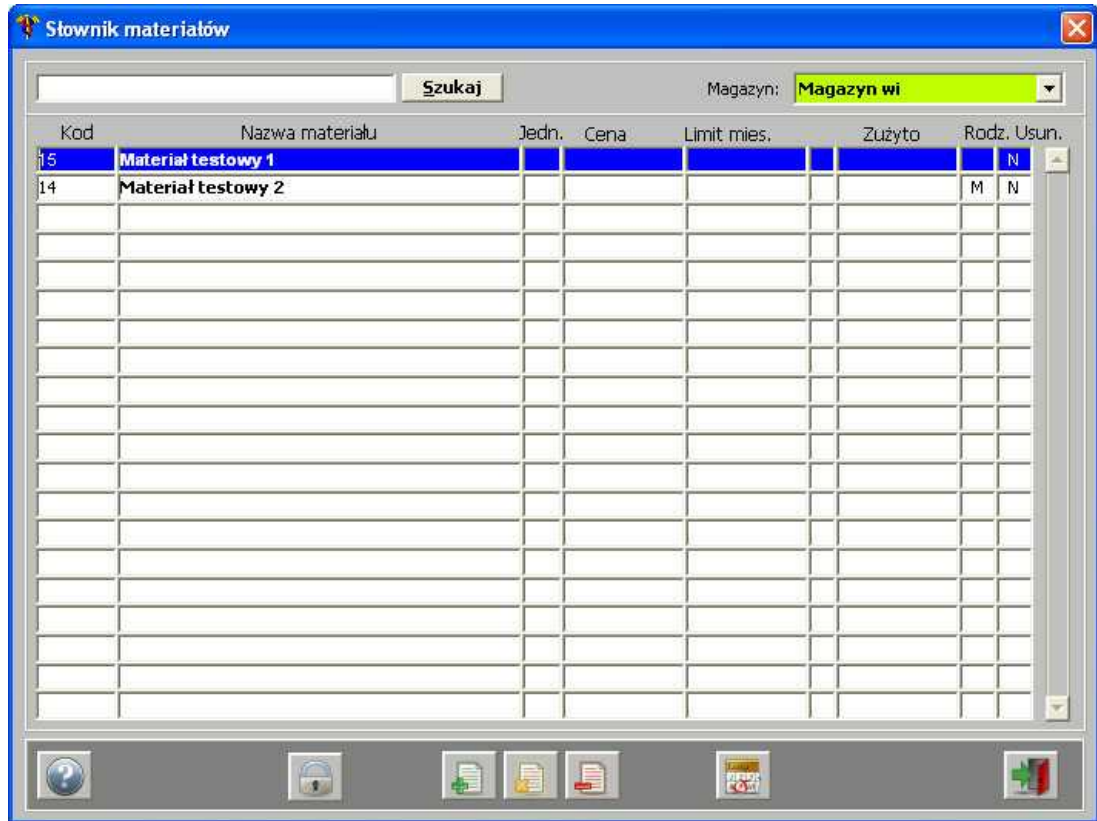 Słownik materiałów
Szukaj Magazyn: Magazyn wi
Kod Nazwa materiału Jedn. Cena Limit mies. Zużyto Rodz. Usun.
15 Materiał testowy 1 N
14 Materiał testowy 2 M N